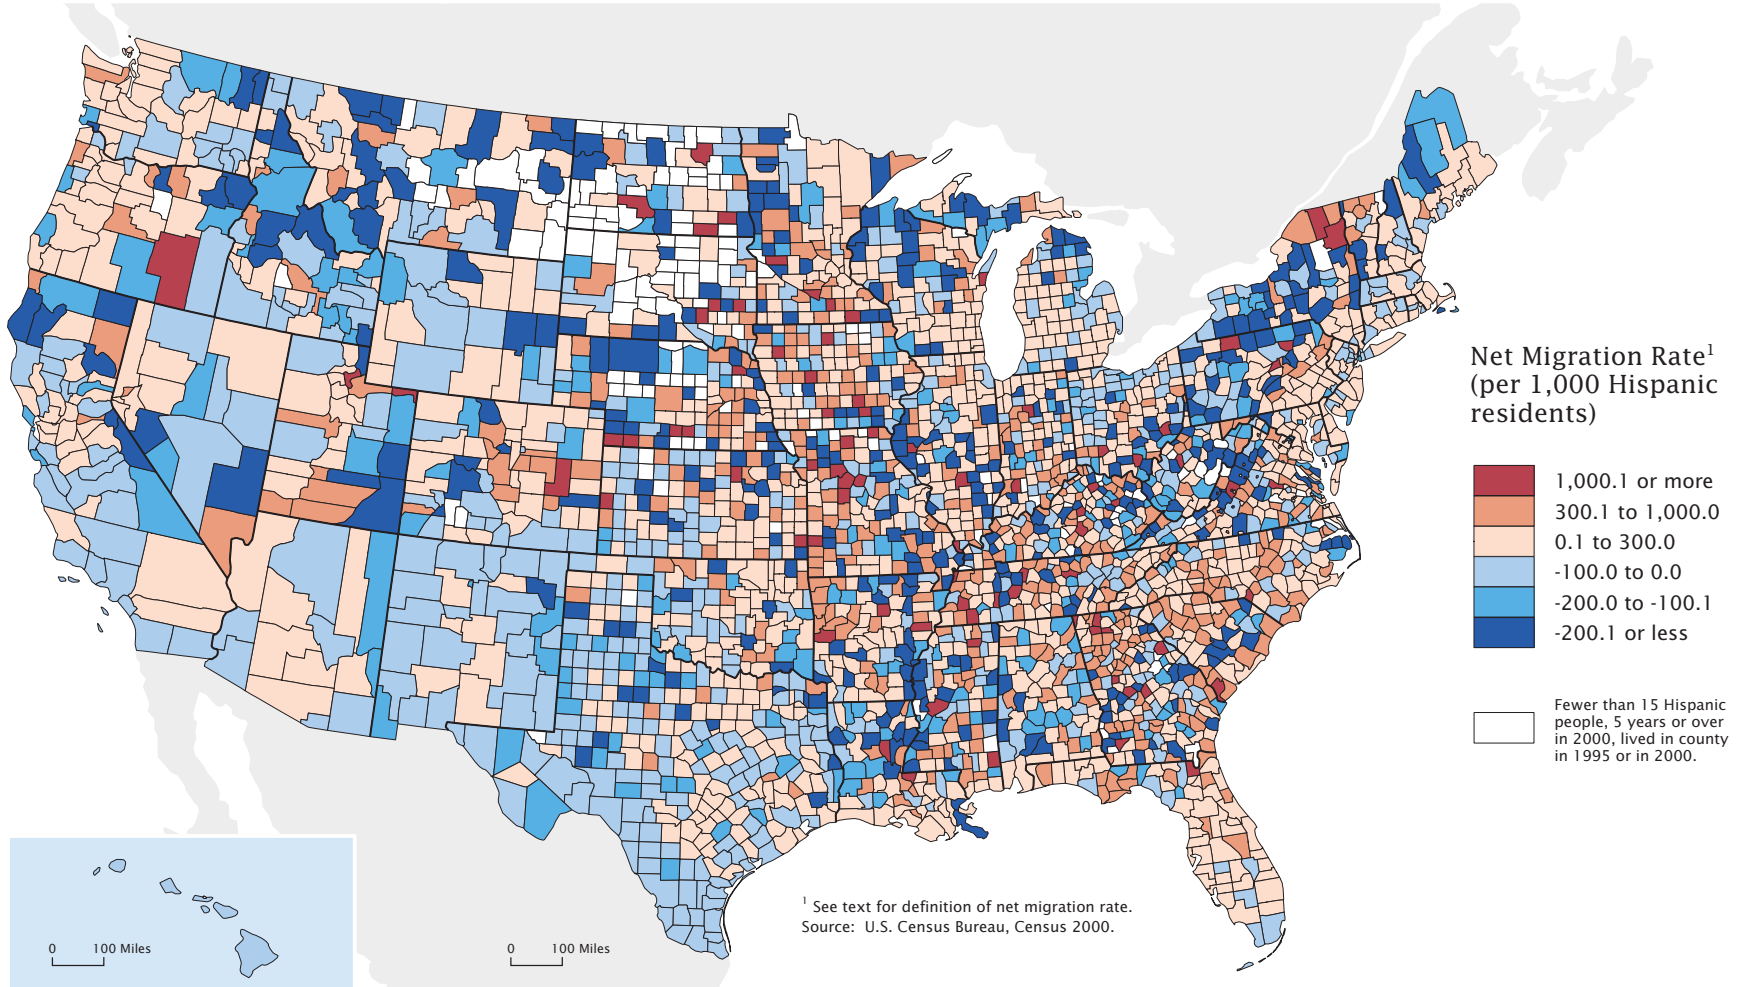 Net Migration Rate¹
(per 1,000 Hispanic
residents)
1,000.1 or more
300.1 to 1,000.0
0.1 to 300.0
-100.0 to 0.0
-200.0 to -100.1
-200.1 or less
Fewer than 15 Hispanic
people, 5 years or over
in 2000, lived in county
in 1995 or in 2000.
¹ See text for definition of net migration rate.
Source: U.S. Census Bureau, Census 2000.
0 100 Miles
0 100 Miles